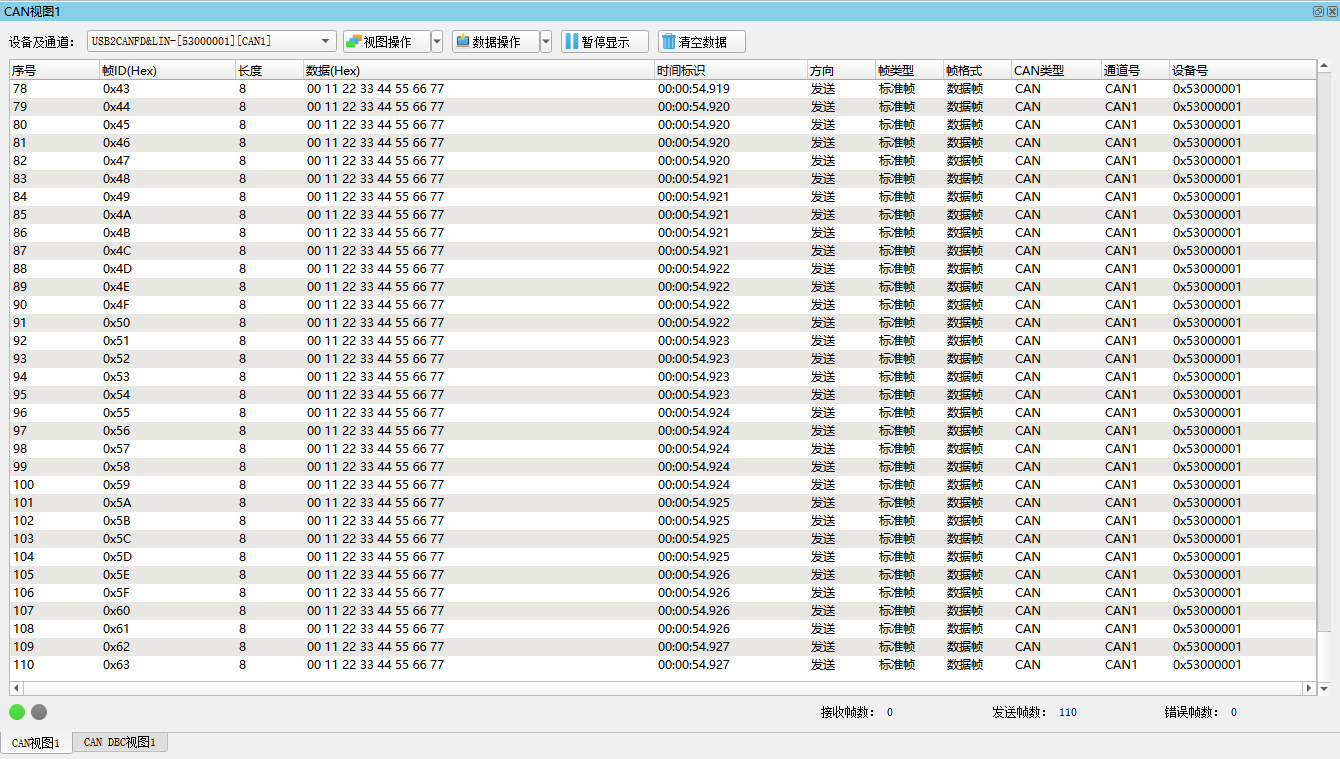 CAN视图1
设备及通道: USB2CANFD&LIN-[53000001][CAN1] 视图操作 数据操作 暂停显示 清空数据
序号 帧ID(Hex) 长度 数据(Hex) 时间标识 方向 帧类型 帧格式 CAN类型 通道号 设备号
78 0x43 8 00 11 22 33 44 55 66 77 00:00:54.919 发送 标准帧 数据帧 CAN CAN1 0x53000001
79 0x44 8 00 11 22 33 44 55 66 77 00:00:54.920 发送 标准帧 数据帧 CAN CAN1 0x53000001
80 0x45 8 00 11 22 33 44 55 66 77 00:00:54.920 发送 标准帧 数据帧 CAN CAN1 0x53000001
81 0x46 8 00 11 22 33 44 55 66 77 00:00:54.920 发送 标准帧 数据帧 CAN CAN1 0x53000001
82 0x47 8 00 11 22 33 44 55 66 77 00:00:54.920 发送 标准帧 数据帧 CAN CAN1 0x53000001
83 0x48 8 00 11 22 33 44 55 66 77 00:00:54.921 发送 标准帧 数据帧 CAN CAN1 0x53000001
84 0x49 8 00 11 22 33 44 55 66 77 00:00:54.921 发送 标准帧 数据帧 CAN CAN1 0x53000001
85 0x4A 8 00 11 22 33 44 55 66 77 00:00:54.921 发送 标准帧 数据帧 CAN CAN1 0x53000001
86 0x4B 8 00 11 22 33 44 55 66 77 00:00:54.921 发送 标准帧 数据帧 CAN CAN1 0x53000001
87 0x4C 8 00 11 22 33 44 55 66 77 00:00:54.921 发送 标准帧 数据帧 CAN CAN1 0x53000001
88 0x4D 8 00 11 22 33 44 55 66 77 00:00:54.922 发送 标准帧 数据帧 CAN CAN1 0x53000001
89 0x4E 8 00 11 22 33 44 55 66 77 00:00:54.922 发送 标准帧 数据帧 CAN CAN1 0x53000001
90 0x4F 8 00 11 22 33 44 55 66 77 00:00:54.922 发送 标准帧 数据帧 CAN CAN1 0x53000001
91 0x50 8 00 11 22 33 44 55 66 77 00:00:54.922 发送 标准帧 数据帧 CAN CAN1 0x53000001
92 0x51 8 00 11 22 33 44 55 66 77 00:00:54.923 发送 标准帧 数据帧 CAN CAN1 0x53000001
93 0x52 8 00 11 22 33 44 55 66 77 00:00:54.923 发送 标准帧 数据帧 CAN CAN1 0x53000001
94 0x53 8 00 11 22 33 44 55 66 77 00:00:54.923 发送 标准帧 数据帧 CAN CAN1 0x53000001
95 0x54 8 00 11 22 33 44 55 66 77 00:00:54.923 发送 标准帧 数据帧 CAN CAN1 0x53000001
96 0x55 8 00 11 22 33 44 55 66 77 00:00:54.924 发送 标准帧 数据帧 CAN CAN1 0x53000001
97 0x56 8 00 11 22 33 44 55 66 77 00:00:54.924 发送 标准帧 数据帧 CAN CAN1 0x53000001
98 0x57 8 00 11 22 33 44 55 66 77 00:00:54.924 发送 标准帧 数据帧 CAN CAN1 0x53000001
99 0x58 8 00 11 22 33 44 55 66 77 00:00:54.924 发送 标准帧 数据帧 CAN CAN1 0x53000001
100 0x59 8 00 11 22 33 44 55 66 77 00:00:54.924 发送 标准帧 数据帧 CAN CAN1 0x53000001
101 0x5A 8 00 11 22 33 44 55 66 77 00:00:54.925 发送 标准帧 数据帧 CAN CAN1 0x53000001
102 0x5B 8 00 11 22 33 44 55 66 77 00:00:54.925 发送 标准帧 数据帧 CAN CAN1 0x53000001
103 0x5C 8 00 11 22 33 44 55 66 77 00:00:54.925 发送 标准帧 数据帧 CAN CAN1 0x53000001
104 0x5D 8 00 11 22 33 44 55 66 77 00:00:54.925 发送 标准帧 数据帧 CAN CAN1 0x53000001
105 0x5E 8 00 11 22 33 44 55 66 77 00:00:54.926 发送 标准帧 数据帧 CAN CAN1 0x53000001
106 0x5F 8 00 11 22 33 44 55 66 77 00:00:54.926 发送 标准帧 数据帧 CAN CAN1 0x53000001
107 0x60 8 00 11 22 33 44 55 66 77 00:00:54.926 发送 标准帧 数据帧 CAN CAN1 0x53000001
108 0x61 8 00 11 22 33 44 55 66 77 00:00:54.926 发送 标准帧 数据帧 CAN CAN1 0x53000001
109 0x62 8 00 11 22 33 44 55 66 77 00:00:54.927 发送 标准帧 数据帧 CAN CAN1 0x53000001
110 0x63 8 00 11 22 33 44 55 66 77 00:00:54.927 发送 标准帧 数据帧 CAN CAN1 0x53000001
接收帧数: 0 发送帧数: 110 错误帧数: 0
CAN视图1 CAN DBC视图1